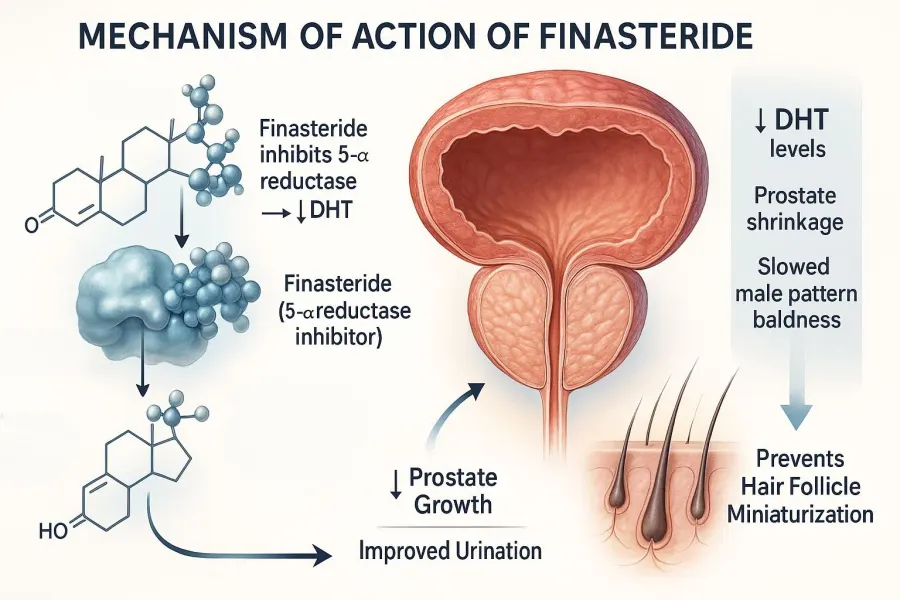 MECHANISM OF ACTION OF FINASTERIDE
Finasteride
inhibits 5-α
reductase
→ ↓DHT
O
Finasteride
(5-αreductase
inhibitor)
HO
↓ Prostate
Growth
Improved Urination
↓ DHT
levels
Prostate
shrinkage
Slowed
male pattern
baldness
Prevents
Hair Follicle
Miniaturization